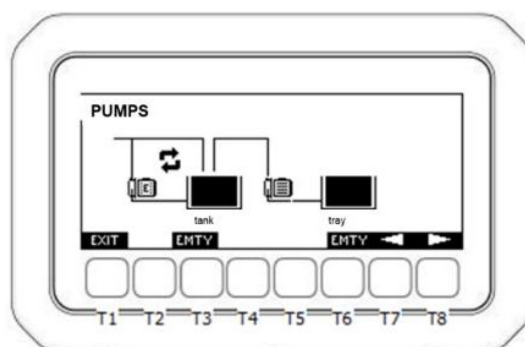 PUMPS
E
tank tray
EXIT EMTY EMTY
T1 T2 T3 T4 T5 T6 T7 T8